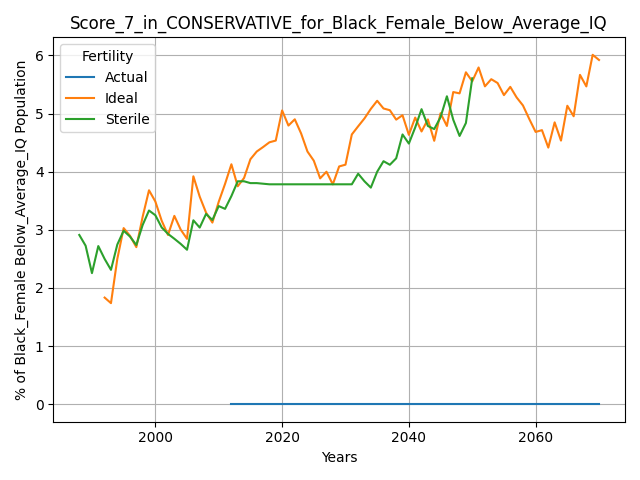 Score_7_in_CONSERVATIVE_for_Black_Female_Below_Average_IQ
Fertility
Actual
Ideal
Sterile
% of Black_Female Below_Average_IQ Population
6
5
4
3
2
1
0
2000 2020 2040 2060
Years